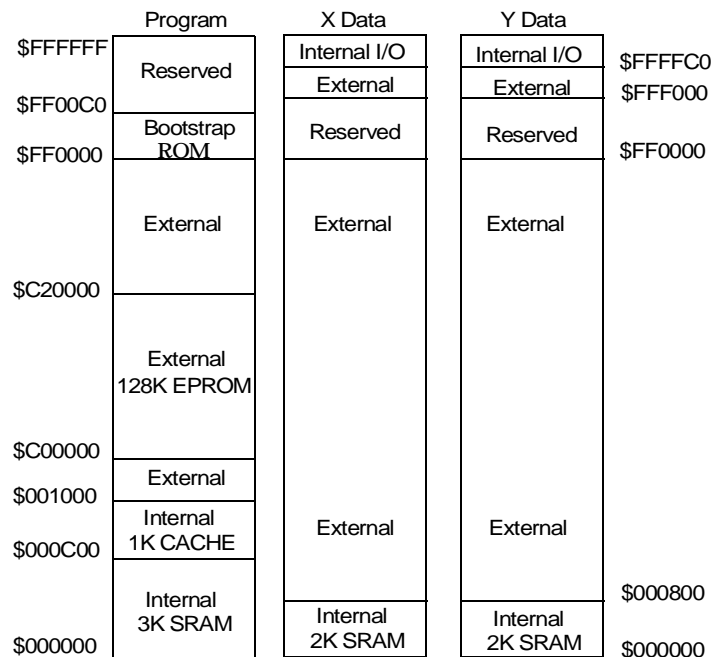 Program X Data Y Data
$FFFFFF Internal I/O Internal I/O $FFFFC0
Reserved External External $FFF000
$FF00C0
Bootstrap Reserved Reserved
$FF0000 ROM $FF0000
External External External
$C20000
External
128K EPROM
$C00000
External
$001000
Internal External External
$000C00 1K CACHE
$000800
Internal Internal Internal
3K SRAM 2K SRAM 2K SRAM
$000000 $000000